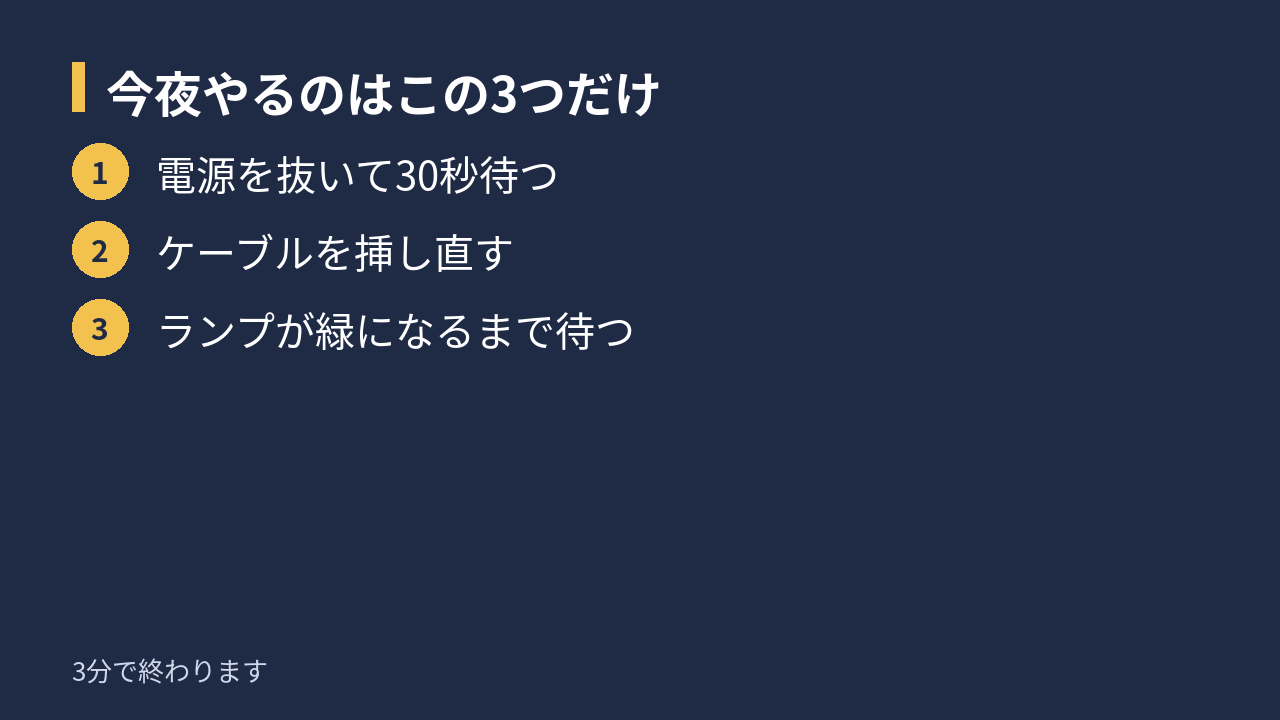 今夜やるのはこの3つだけ
1 電源を抜いて30秒待つ
2 ケーブルを挿し直す
3 ランプが緑になるまで待つ
3分で終わります